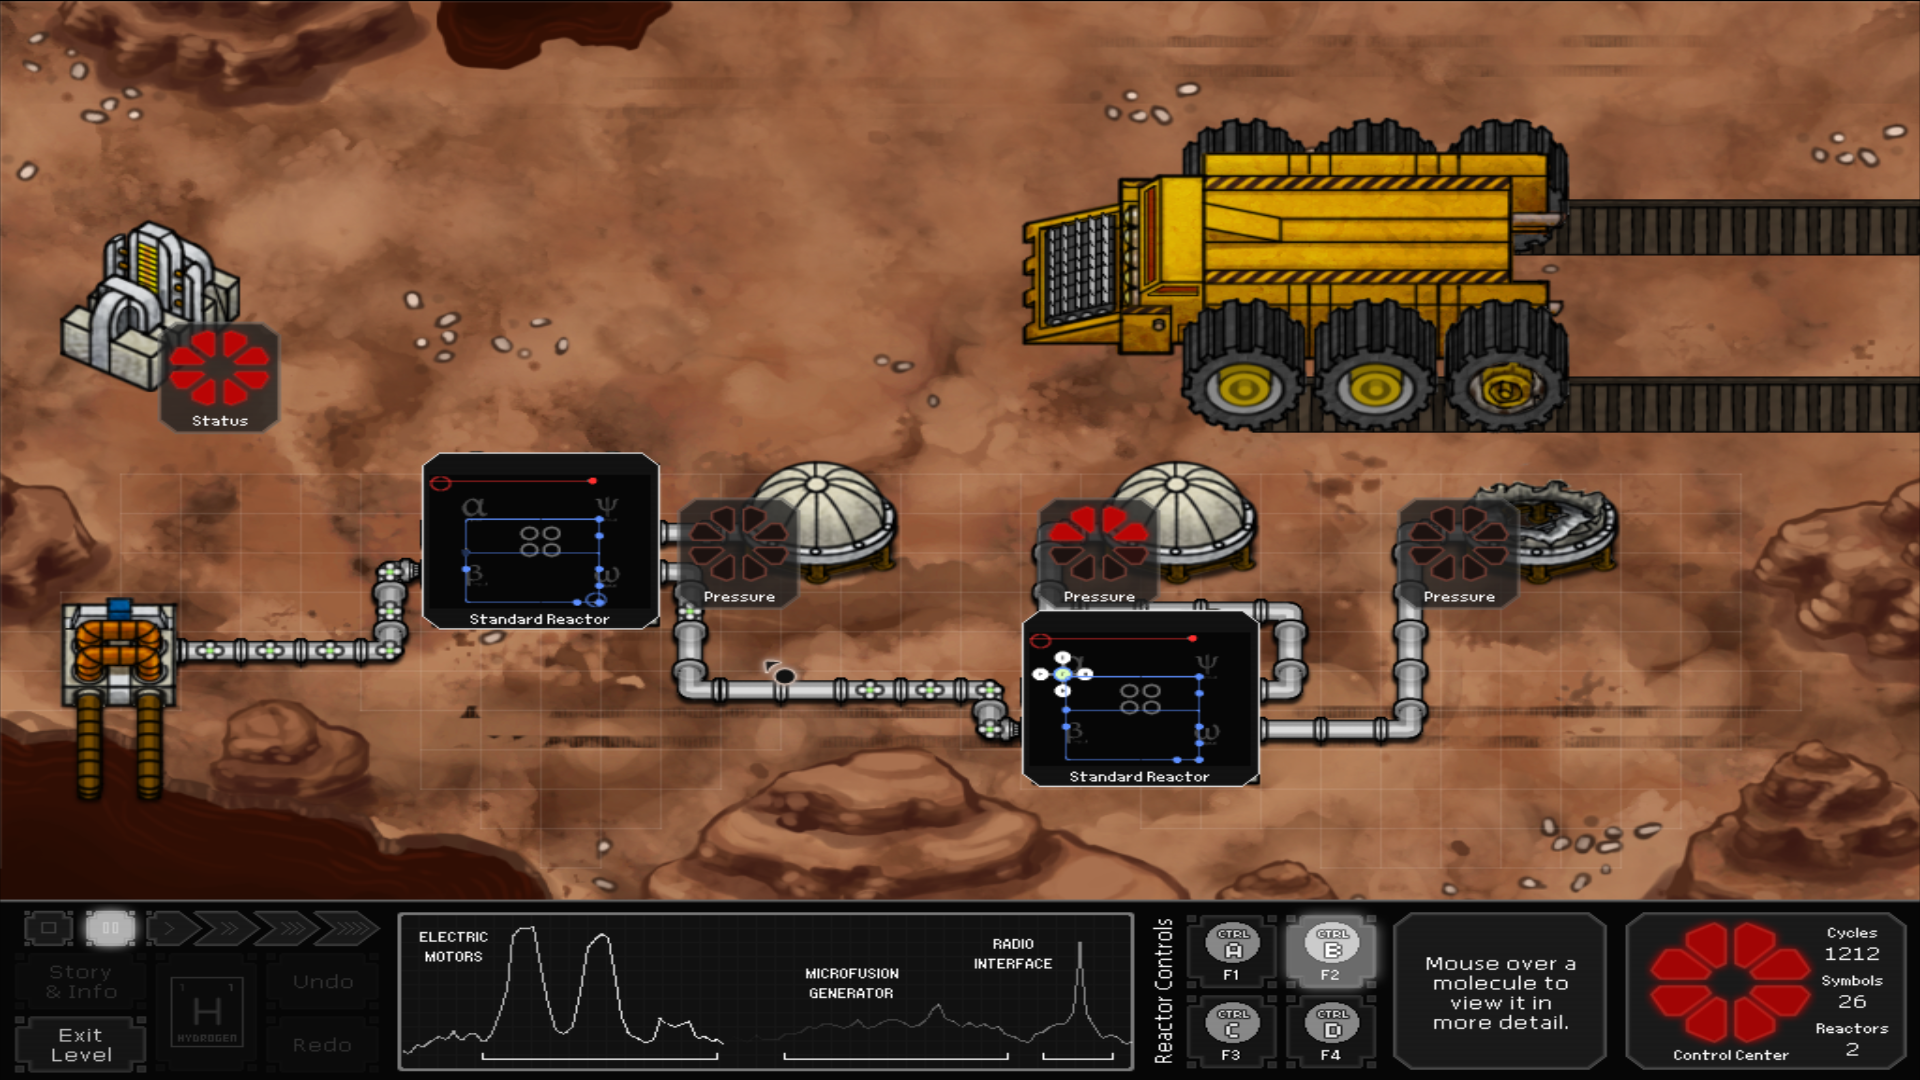 Status
α
ψ
β
ω
Standard Reactor
Pressure
Pressure
Pressure
α
ψ
β
ω
Standard Reactor
Story
& Info
Exit
Level
1 1
H
HYDROGEN
Undo
Redo
ELECTRIC
MOTORS
MICROFUSION
GENERATOR
RADIO
INTERFACE
Reactor Controls
CTRL
A
F1
CTRL
B
F2
CTRL
C
F3
CTRL
D
F4
Mouse over a
molecule to
view it in
more detail.
Control Center
Cycles
1212
Symbols
26
Reactors
2